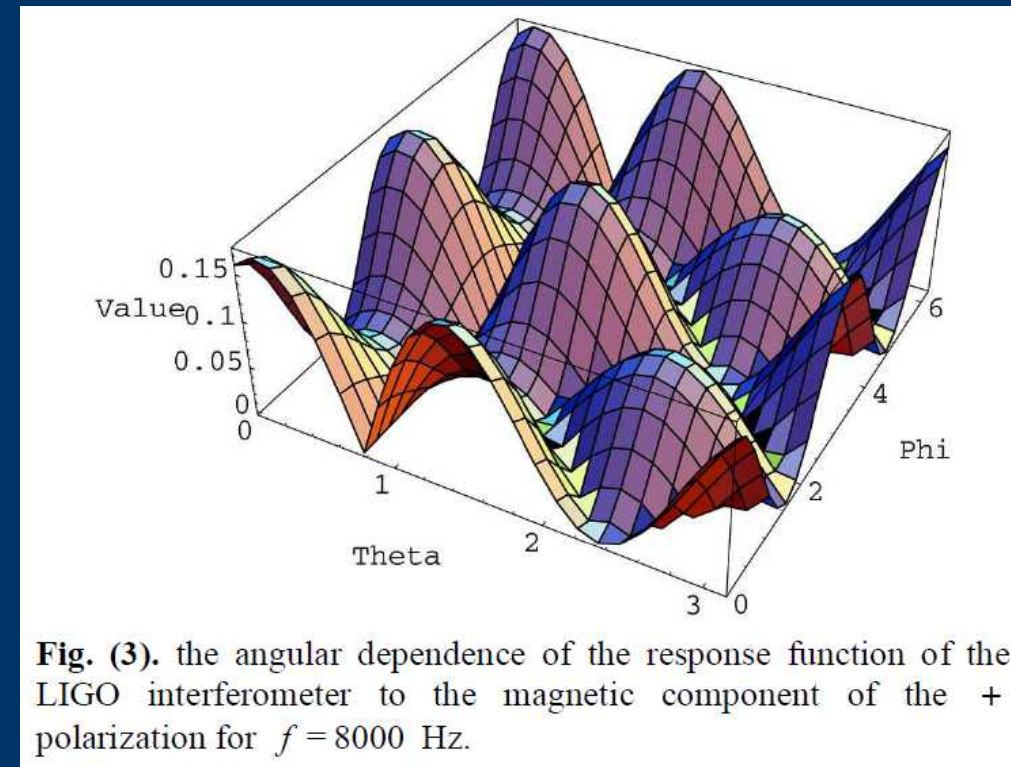 0.15
Value
0.1
0.05
0
0
1
2
3
Theta
0
2
4
6
Phi
Fig. (3). the angular dependence of the response function of the
LIGO interferometer to the magnetic component of the +
polarization for f = 8000 Hz.